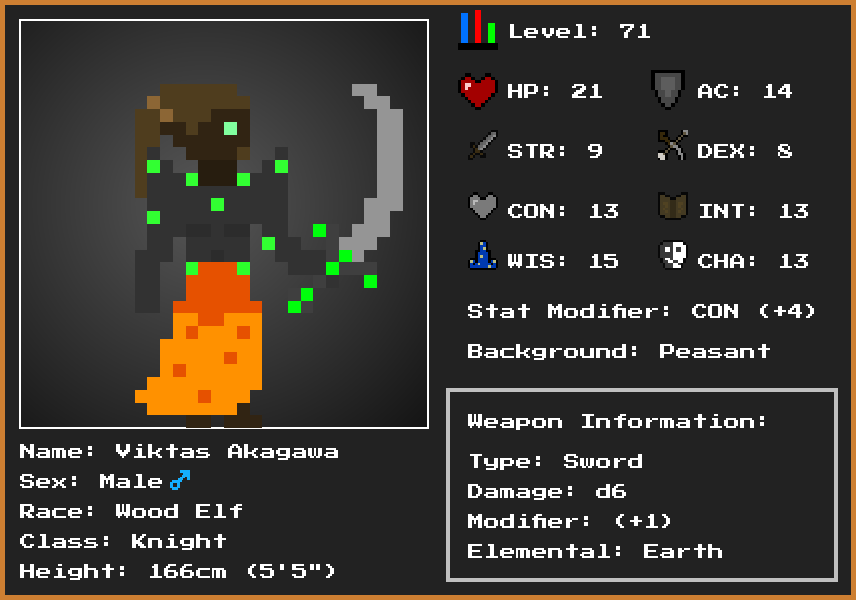 Level: 71
HP: 21
AC: 14
STR: 9
DEX: 8
CON: 13
INT: 13
WIS: 15
CHA: 13
Stat Modifier: CON (+4)
Background: Peasant
Weapon Information:
Type: Sword
Damage: d6
Modifier: (+1)
Elemental: Earth
Name: Viktas Akagawa
Sex: Male ♂
Race: Wood Elf
Class: Knight
Height: 166cm (5'5")